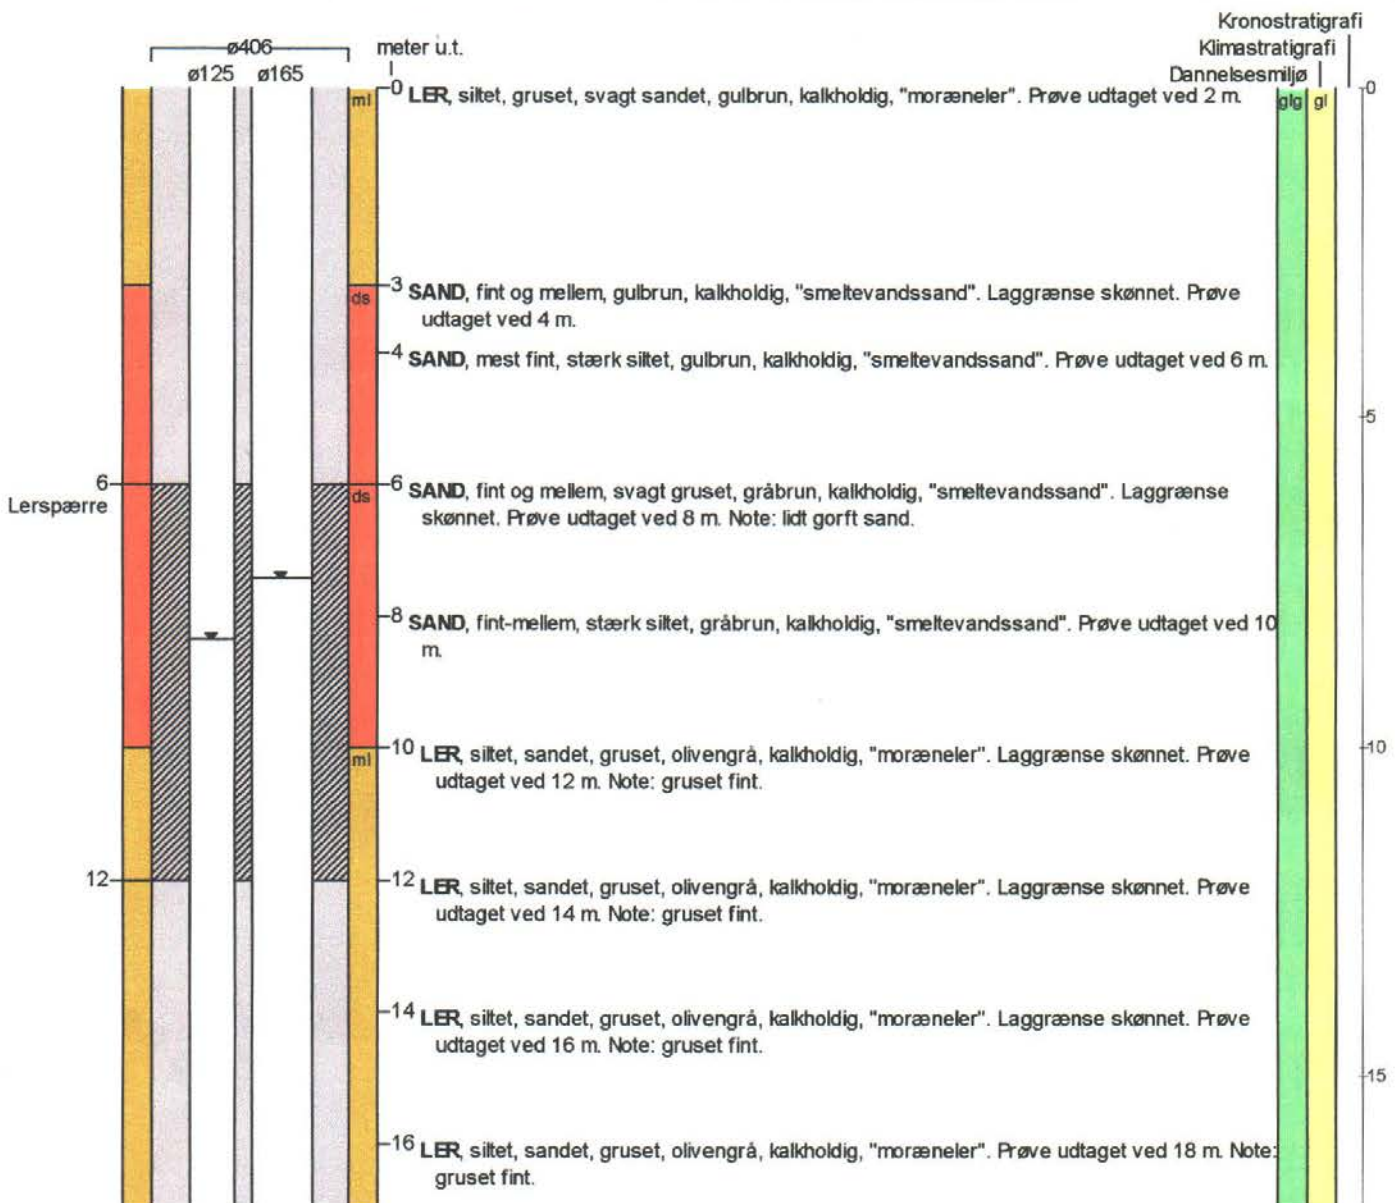 Kronostratigrafi
ø406
meter u.t.
Klimastratigrafi
ø125 ø165
Dannelsesmiljø
0
ml
LER, siltet, gruset, svagt sandet, gulbrun, kalkholdig, "moræneler". Prøve udtaget ved 2 m.
glg
gl
0
3
ds
SAND, fint og mellem, gulbrun, kalkholdig, "smeltevandssand". Laggrænse skønnet. Prøve
udtaget ved 4 m.
4
SAND, mest fint, stærk siltet, gulbrun, kalkholdig, "smeltevandssand". Prøve udtaget ved 6 m.
5
6
Lerspærre
6
ds
SAND, fint og mellem, svagt gruset, gråbrun, kalkholdig, "smeltevandssand". Laggrænse
skønnet. Prøve udtaget ved 8 m. Note: lidt gorft sand.
8
SAND, fint-mellem, stærk siltet, gråbrun, kalkholdig, "smeltevandssand". Prøve udtaget ved 10
m.
10
ml
LER, siltet, sandet, gruset, olivengrå, kalkholdig, "moræneler". Laggrænse skønnet. Prøve
udtaget ved 12 m. Note: gruset fint.
10
12
12
LER, siltet, sandet, gruset, olivengrå, kalkholdig, "moræneler". Laggrænse skønnet. Prøve
udtaget ved 14 m. Note: gruset fint.
14
LER, siltet, sandet, gruset, olivengrå, kalkholdig, "moræneler". Laggrænse skønnet. Prøve
udtaget ved 16 m. Note: gruset fint.
15
16
LER, siltet, sandet, gruset, olivengrå, kalkholdig, "moræneler". Prøve udtaget ved 18 m. Note:
gruset fint.